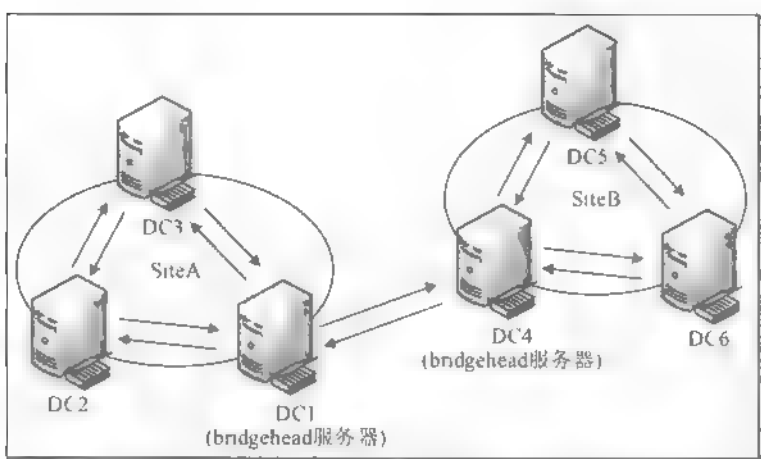 DC5
SiteB
DC3
SiteA
DC4
(bridgehead服务器)
DC6
DC2
DC1
(bridgehead服务器)